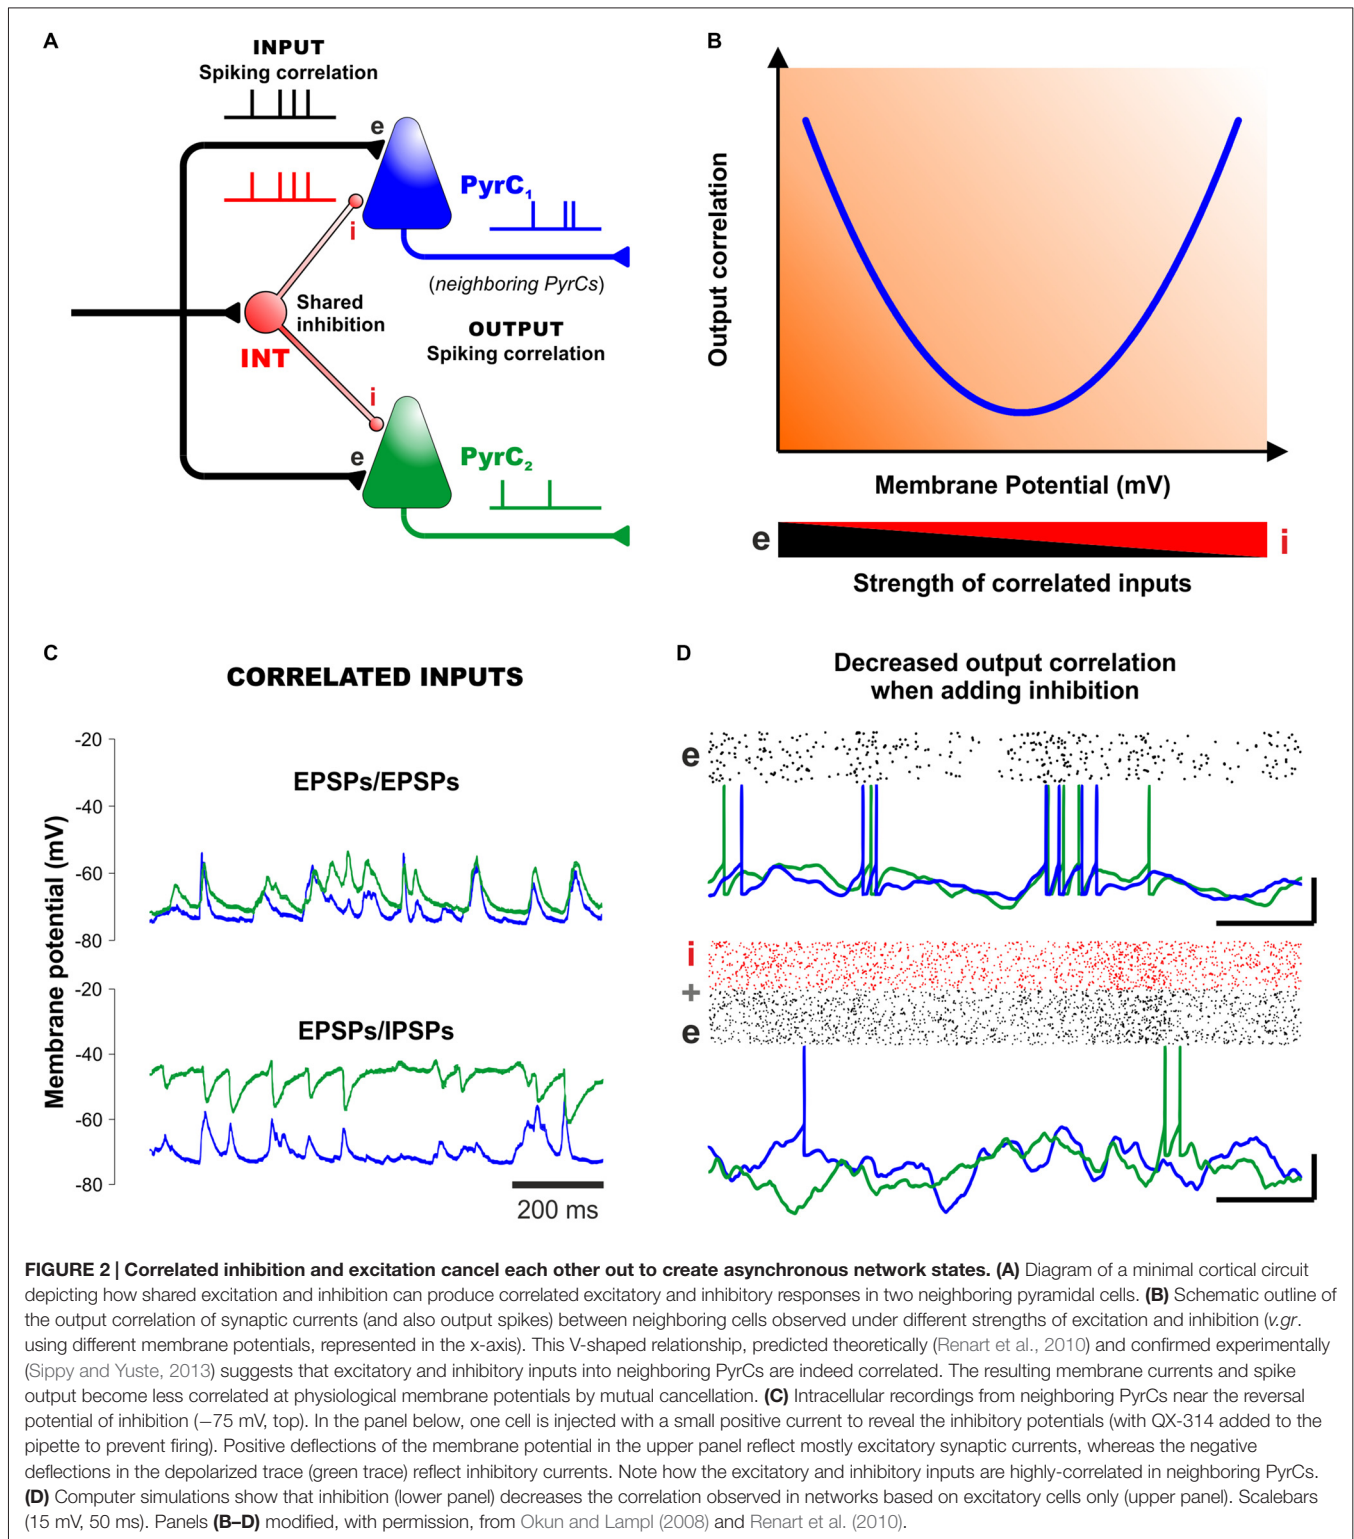 A
INPUT
Spiking correlation
e
PyrC1
i
(neighboring PyrCs)
Shared
inhibition
INT
OUTPUT
Spiking correlation
i
e
PyrC2
B
Output correlation
Membrane Potential (mV)
e
i
Strength of correlated inputs
C
CORRELATED INPUTS
Membrane potential (mV)
-20
-40
-60
-80
EPSPs/EPSPs
-20
-40
-60
-80
EPSPs/IPSPs
200 ms
D
Decreased output correlation
when adding inhibition
e
i
+
e
FIGURE 2 | Correlated inhibition and excitation cancel each other out to create asynchronous network states. (A) Diagram of a minimal cortical circuit
depicting how shared excitation and inhibition can produce correlated excitatory and inhibitory responses in two neighboring pyramidal cells. (B) Schematic outline of
the output correlation of synaptic currents (and also output spikes) between neighboring cells observed under different strengths of excitation and inhibition (v.gr.
using different membrane potentials, represented in the x-axis). This V-shaped relationship, predicted theoretically (Renart et al., 2010) and confirmed experimentally
(Sippy and Yuste, 2013) suggests that excitatory and inhibitory inputs into neighboring PyrCs are indeed correlated. The resulting membrane currents and spike
output become less correlated at physiological membrane potentials by mutual cancellation. (C) Intracellular recordings from neighboring PyrCs near the reversal
potential of inhibition (−75 mV, top). In the panel below, one cell is injected with a small positive current to reveal the inhibitory potentials (with QX-314 added to the
pipette to prevent firing). Positive deflections of the membrane potential in the upper panel reflect mostly excitatory synaptic currents, whereas the negative
deflections in the depolarized trace (green trace) reflect inhibitory currents. Note how the excitatory and inhibitory inputs are highly-correlated in neighboring PyrCs.
(D) Computer simulations show that inhibition (lower panel) decreases the correlation observed in networks based on excitatory cells only (upper panel). Scalebars
(15 mV, 50 ms). Panels (B–D) modified, with permission, from Okun and Lampl (2008) and Renart et al. (2010).